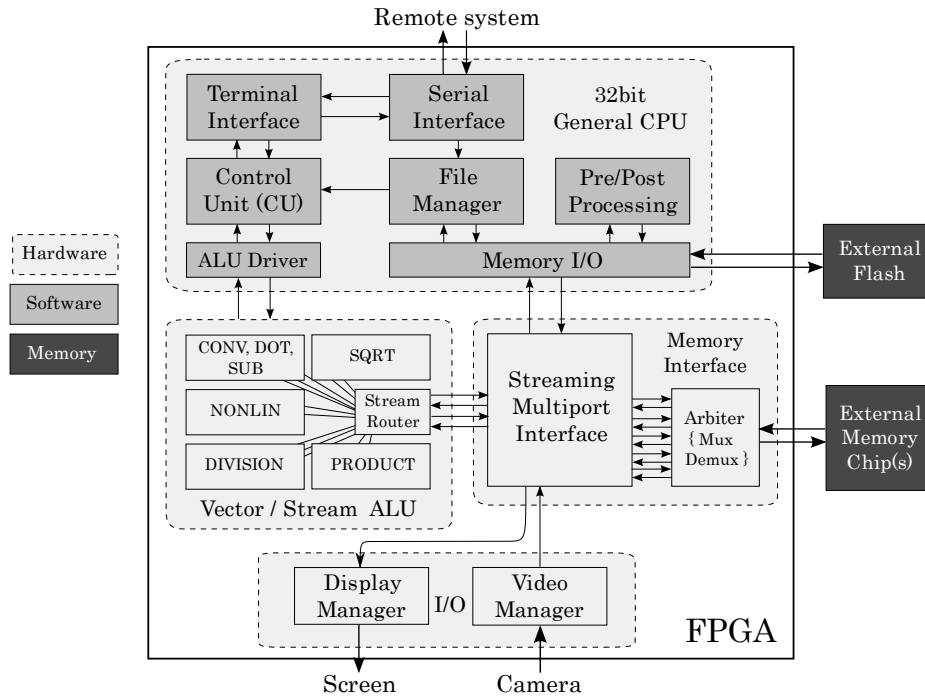 Remote system
Terminal
Interface
Serial
Interface
32bit
General CPU
Control
Unit (CU)
File
Manager
Pre/Post
Processing
ALU Driver
Memory I/O
Hardware
Software
Memory
External
Flash
CONV, DOT,
SUB
SQRT
NONLIN
Stream
Router
DIVISION
PRODUCT
Vector / Stream ALU
Streaming
Multiport
Interface
Memory
Interface
Arbiter
{ Mux
Demux }
External
Memory
Chip(s)
Display
Manager
I/O
Video
Manager
FPGA
Screen
Camera